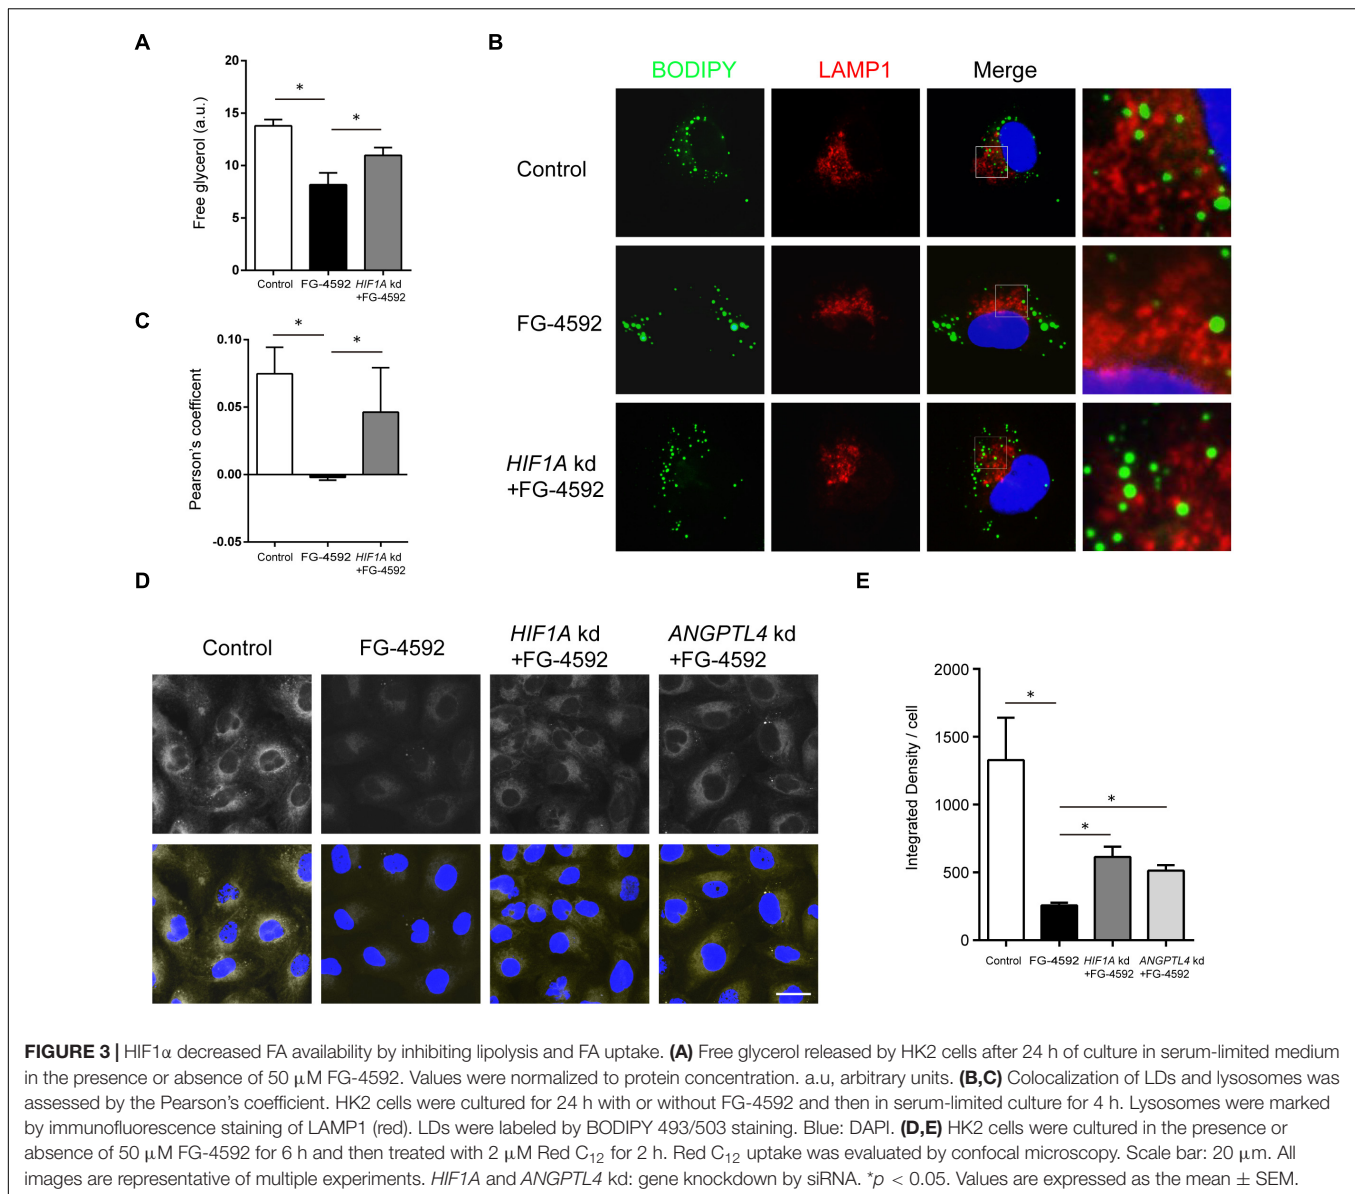 A
20
15
10
5
0
Free glycerol (a.u.)
*
*
Control
FG-4592
HIF1A kd
+FG-4592
B
BODIPY
LAMP1
Merge
Control
FG-4592
HIF1A kd
+FG-4592
C
0.10
0.05
0.00
-0.05
Pearson's coefficent
*
*
Control
FG-4592
HIF1A kd
+FG-4592
D
Control
FG-4592
HIF1A kd
+FG-4592
ANGPTL4 kd
+FG-4592
E
2000
1500
1000
500
0
Integrated Density / cell
*
*
*
Control
FG-4592
HIF1A kd
+FG-4592
ANGPTL4 kd
+FG-4592
FIGURE 3 | HIF1α decreased FA availability by inhibiting lipolysis and FA uptake. (A) Free glycerol released by HK2 cells after 24 h of culture in serum-limited medium
in the presence or absence of 50 μM FG-4592. Values were normalized to protein concentration. a.u, arbitrary units. (B,C) Colocalization of LDs and lysosomes was
assessed by the Pearson's coefficient. HK2 cells were cultured for 24 h with or without FG-4592 and then in serum-limited culture for 4 h. Lysosomes were marked
by immunofluorescence staining of LAMP1 (red). LDs were labeled by BODIPY 493/503 staining. Blue: DAPI. (D,E) HK2 cells were cultured in the presence or
absence of 50 μM FG-4592 for 6 h and then treated with 2 μM Red C12 for 2 h. Red C12 uptake was evaluated by confocal microscopy. Scale bar: 20 μm. All
images are representative of multiple experiments. HIF1A and ANGPTL4 kd: gene knockdown by siRNA. *p < 0.05. Values are expressed as the mean ± SEM.